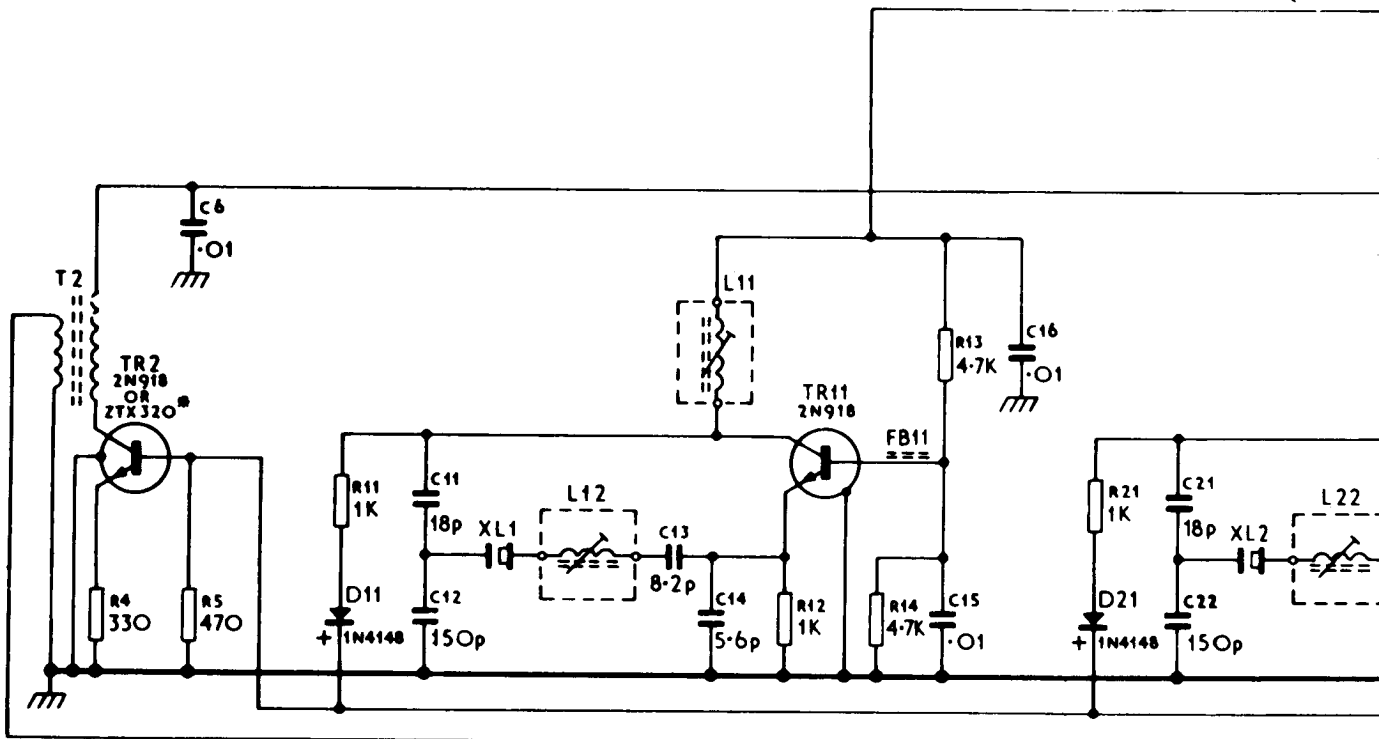 C6
·01
T2
TR2
2N918
OR
ZTX320*
R4
330
R5
470
R11
1K
D11
+ 1N4148
C11
18p
C12
150p
XL1
L12
C13
8·2p
C14
5·6p
L11
TR11
2N918
FB11
R12
1K
R13
4·7K
R14
4·7K
C15
·01
C16
·01
R21
1K
D21
+ 1N4148
C21
18p
C22
150p
XL2
L22